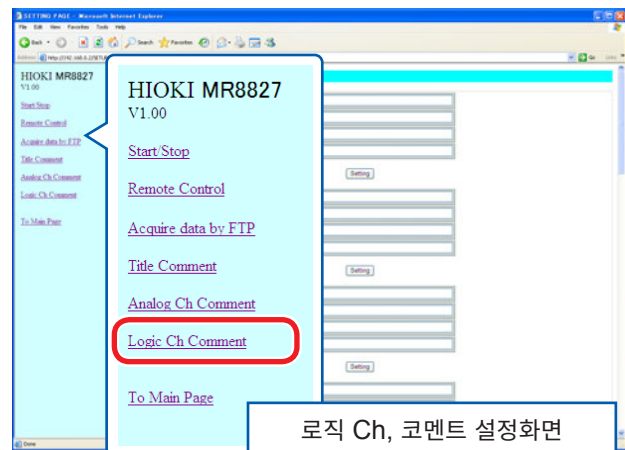 SETTING PAGE - Microsoft Internet Explorer
File Edit View Favorites Tools Help
Back Search Favorites
Go Links
HIOKI MR8827
V1.00
Start/Stop
Remote Control
Acquire data by FTP
Title Comment
Analog Ch Comment
Logic Ch Comment
To Main Page
HIOKI MR8827
V1.00
Start/Stop
Remote Control
Acquire data by FTP
Title Comment
Analog Ch Comment
Logic Ch Comment
To Main Page
Setting
Setting
Setting
로직 Ch, 코멘트 설정화면
Done